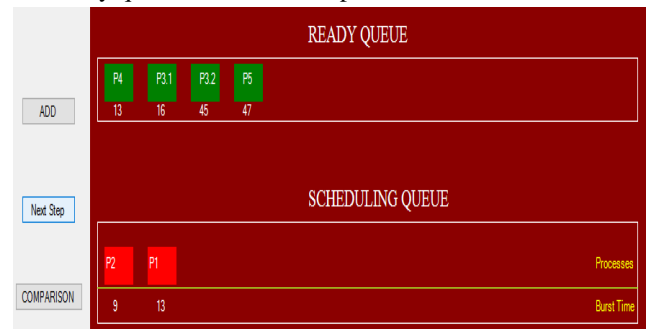 READY QUEUE
P4 P3.1 P3.2 P5
13 16 45 47
ADD
SCHEDULING QUEUE
Next Step
P2 P1 Processes
COMPARISON
9 13 Burst Time